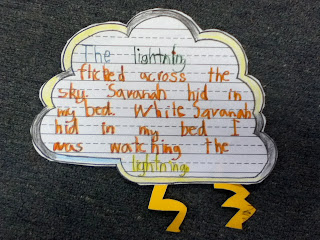 The lightning
flicked across the
sky. Savanah hid in
my bed. While Savanah
hid in my bed I
was watching the
lightning.